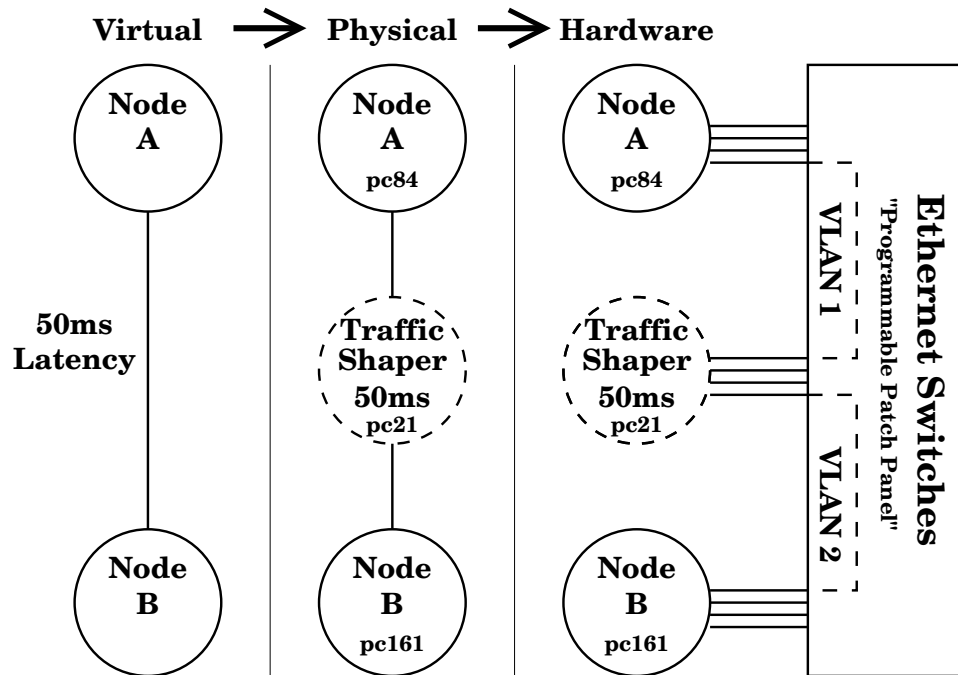 Virtual
Physical
Hardware
Node
A
Node
A
pc84
Node
A
pc84
50ms
Latency
Traffic
Shaper
50ms
pc21
Traffic
Shaper
50ms
pc21
Node
B
Node
B
pc161
Node
B
pc161
VLAN 1
VLAN 2
"Programmable Patch Panel"
Ethernet Switches